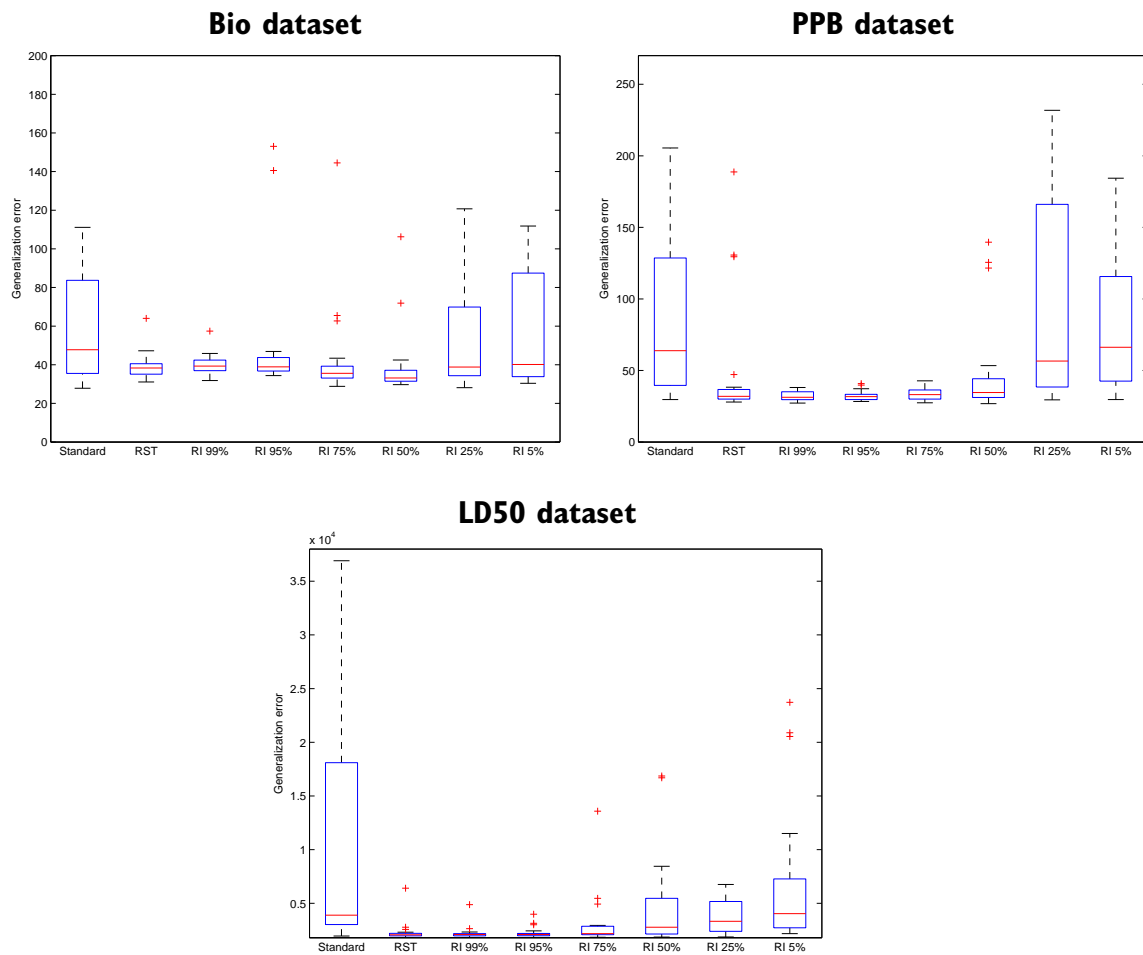 Bio dataset
200
180
160
140
120
100
80
60
40
20
0
Generalization error
Standard RST RI 99% RI 95% RI 75% RI 50% RI 25% RI 5%
PPB dataset
250
200
150
100
50
0
Generalization error
Standard RST RI 99% RI 95% RI 75% RI 50% RI 25% RI 5%
LD50 dataset
x 10^4
3.5
3
2.5
2
1.5
1
0.5
Generalization error
Standard RST RI 99% RI 95% RI 75% RI 50% RI 25% RI 5%